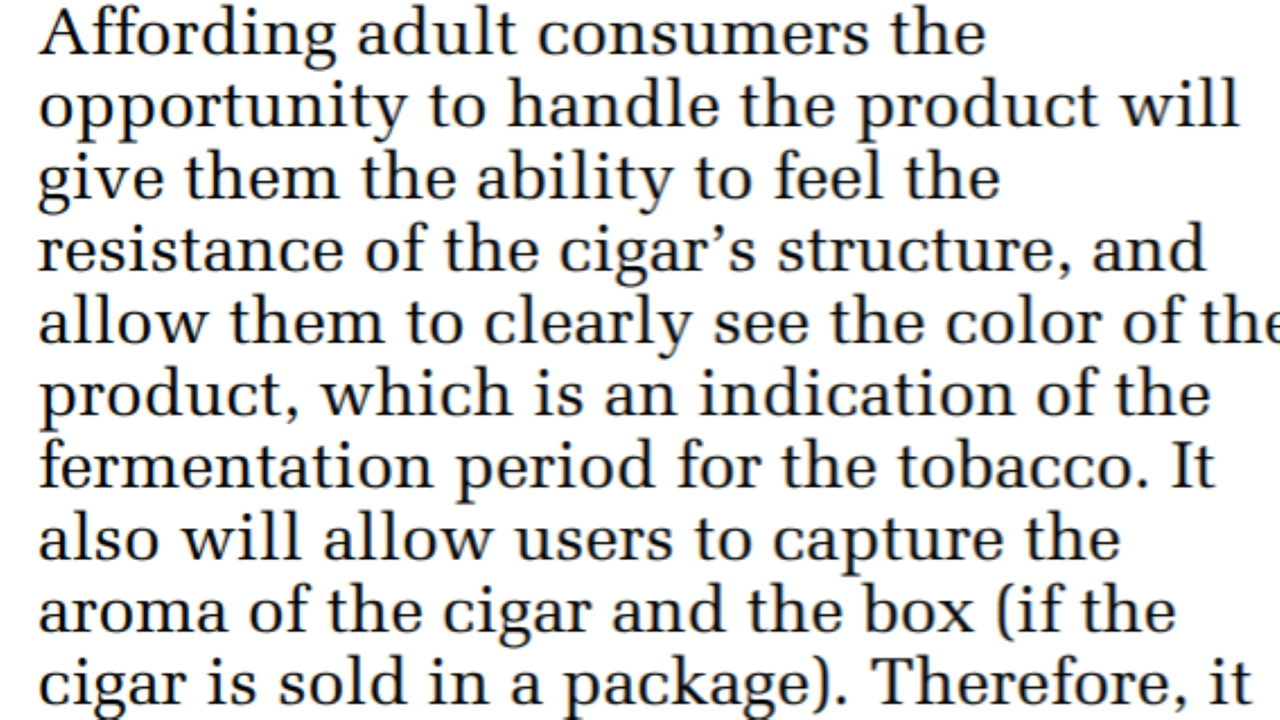 Affording adult consumers the
opportunity to handle the product will
give them the ability to feel the
resistance of the cigar’s structure, and
allow them to clearly see the color of the
product, which is an indication of the
fermentation period for the tobacco. It
also will allow users to capture the
aroma of the cigar and the box (if the
cigar is sold in a package). Therefore, it